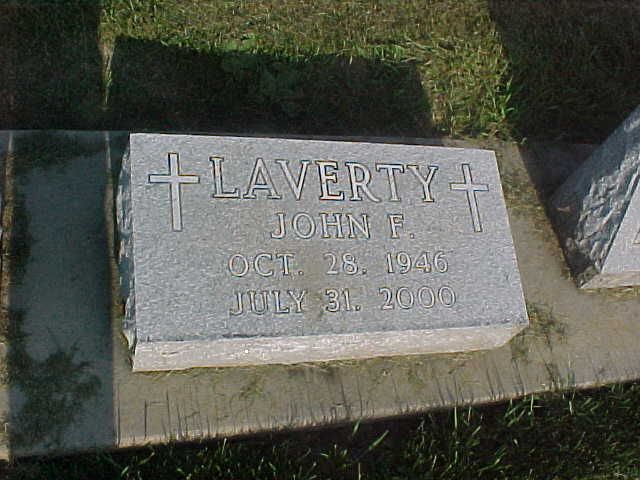 LAVERTY
JOHN F.
OCT. 28. 1946
JULY 31. 2000